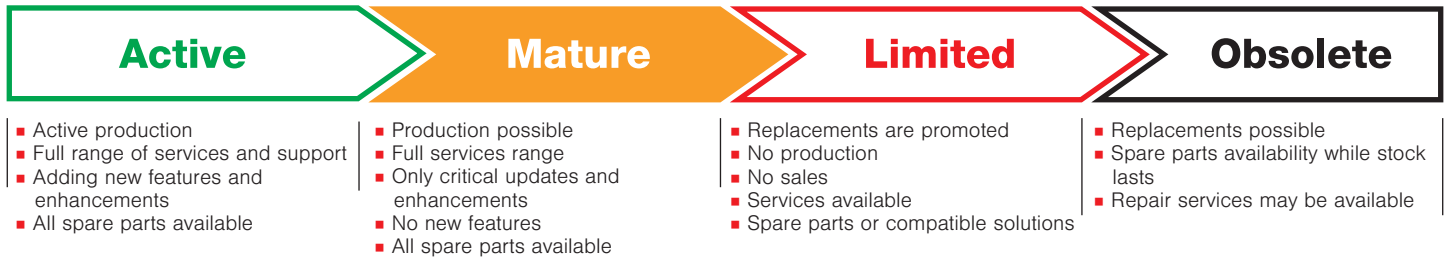 Active
Mature
Limited
Obsolete
Active production
Full range of services and support
Adding new features and
enhancements
All spare parts available
Production possible
Full services range
Only critical updates and
enhancements
No new features
All spare parts available
Replacements are promoted
No production
No sales
Services available
Spare parts or compatible solutions
Replacements possible
Spare parts availability while stock
lasts
Repair services may be available